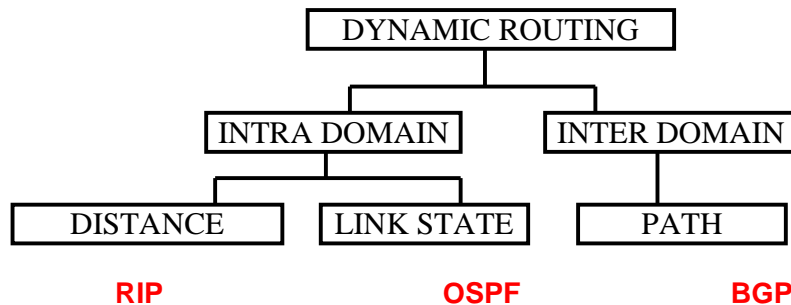 DYNAMIC ROUTING
INTRA DOMAIN
INTER DOMAIN
DISTANCE
LINK STATE
PATH
RIP
OSPF
BGP